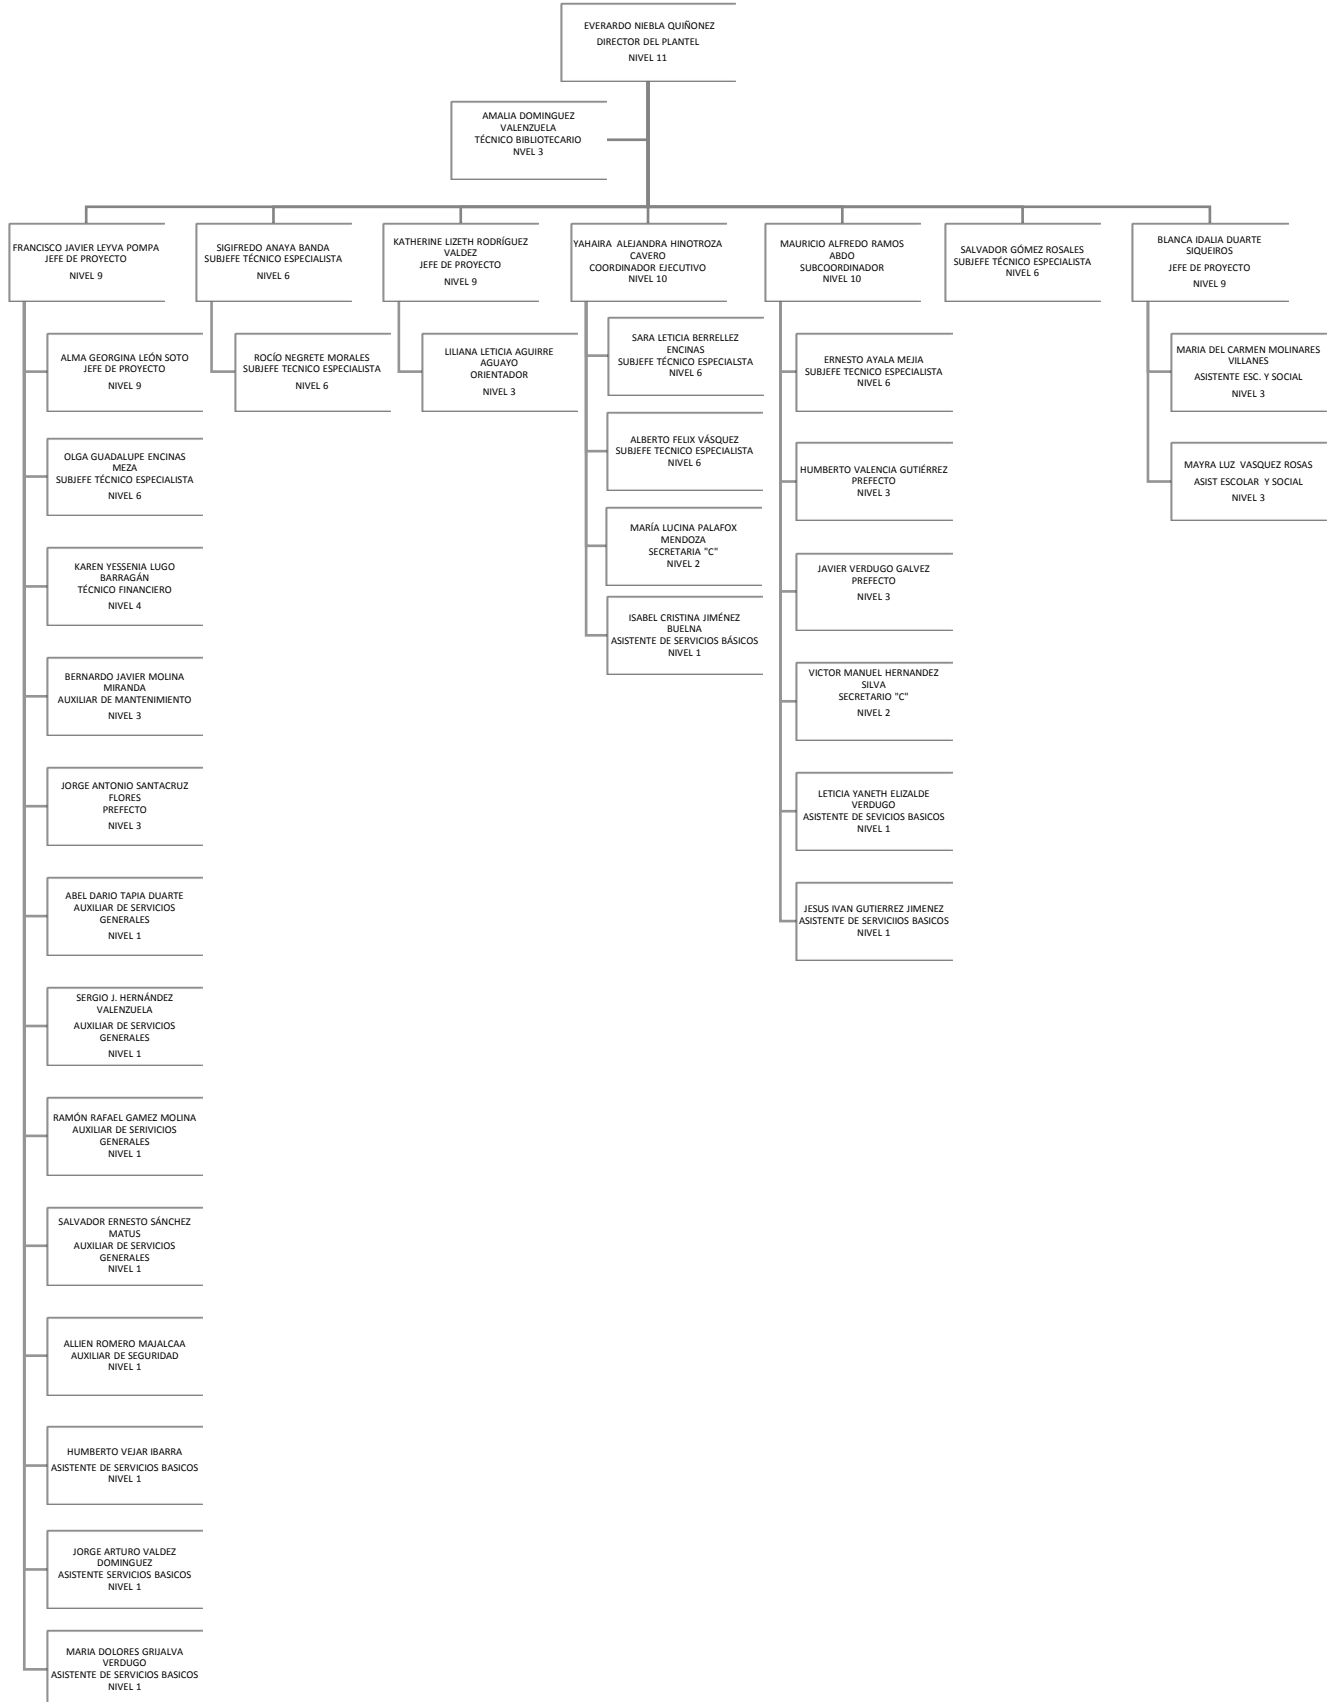 EVERARDO NIEBLA QUIÑONEZ
DIRECTOR DEL PLANTEL
NIVEL 11
AMALIA DOMINGUEZ
VALENZUELA
TÉCNICO BIBLIOTECARIO
NVEL 3
FRANCISCO JAVIER LEYVA POMPA
JEFE DE PROYECTO
NIVEL 9
SIGIFREDO ANAYA BANDA
SUBJEFE TÉCNICO ESPECIALISTA
NIVEL 6
KATHERINE LIZETH RODRÍGUEZ
VALDEZ
JEFE DE PROYECTO
NIVEL 9
YAHAIRA ALEJANDRA HINOTROZA
CAVERO
COORDINADOR EJECUTIVO
NIVEL 10
MAURICIO ALFREDO RAMOS
ABDO
SUBCOORDINADOR
NIVEL 10
SALVADOR GÓMEZ ROSALES
SUBJEFE TÉCNICO ESPECIALISTA
NIVEL 6
BLANCA IDALIA DUARTE
SIQUEIROS
JEFE DE PROYECTO
NIVEL 9
ALMA GEORGINA LEÓN SOTO
JEFE DE PROYECTO
NIVEL 9
OLGA GUADALUPE ENCINAS
MEZA
SUBJEFE TÉCNICO ESPECIALISTA
NIVEL 6
KAREN YESSENIA LUGO
BARRAGÁN
TÉCNICO FINANCIERO
NIVEL 4
BERNARDO JAVIER MOLINA
MIRANDA
AUXILIAR DE MANTENIMIENTO
NIVEL 3
JORGE ANTONIO SANTACRUZ
FLORES
PREFECTO
NIVEL 3
ABEL DARIO TAPIA DUARTE
AUXILIAR DE SERVICIOS
GENERALES
NIVEL 1
SERGIO J. HERNÁNDEZ
VALENZUELA
AUXILIAR DE SERVICIOS
GENERALES
NIVEL 1
RAMÓN RAFAEL GAMEZ MOLINA
AUXILIAR DE SERIVICIOS
GENERALES
NIVEL 1
SALVADOR ERNESTO SÁNCHEZ
MATUS
AUXILIAR DE SERVICIOS
GENERALES
NIVEL 1
ALLIEN ROMERO MAJALCAA
AUXILIAR DE SEGURIDAD
NIVEL 1
HUMBERTO VEJAR IBARRA
ASISTENTE DE SERVICIOS BASICOS
NIVEL 1
JORGE ARTURO VALDEZ
DOMINGUEZ
ASISTENTE SERVICIOS BASICOS
NIVEL 1
MARIA DOLORES GRIJALVA
VERDUGO
ASISTENTE DE SERVICIOS BASICOS
NIVEL 1
ROCÍO NEGRETE MORALES
SUBJEFE TECNICO ESPECIALISTA
NIVEL 6
LILIANA LETICIA AGUIRRE
AGUAYO
ORIENTADOR
NIVEL 3
SARA LETICIA BERRELLEZ
ENCINAS
SUBJEFE TÉCNICO ESPECIALSTA
NIVEL 6
ALBERTO FELIX VÁSQUEZ
SUBJEFE TECNICO ESPECIALISTA
NIVEL 6
MARÍA LUCINA PALAFOX
MENDOZA
SECRETARIA "C"
NIVEL 2
ISABEL CRISTINA JIMÉNEZ
BUELNA
ASISTENTE DE SERVICIOS BÁSICOS
NIVEL 1
ERNESTO AYALA MEJIA
SUBJEFE TECNICO ESPECIALISTA
NIVEL 6
HUMBERTO VALENCIA GUTIÉRREZ
PREFECTO
NIVEL 3
JAVIER VERDUGO GALVEZ
PREFECTO
NIVEL 3
VICTOR MANUEL HERNANDEZ
SILVA
SECRETARIO "C"
NIVEL 2
LETICIA YANETH ELIZALDE
VERDUGO
ASISTENTE DE SEVICIOS BASICOS
NIVEL 1
JESUS IVAN GUTIERREZ JIMENEZ
ASISTENTE DE SERVICIIOS BASICOS
NIVEL 1
MARIA DEL CARMEN MOLINARES
VILLANES
ASISTENTE ESC. Y SOCIAL
NIVEL 3
MAYRA LUZ VASQUEZ ROSAS
ASIST ESCOLAR Y SOCIAL
NIVEL 3